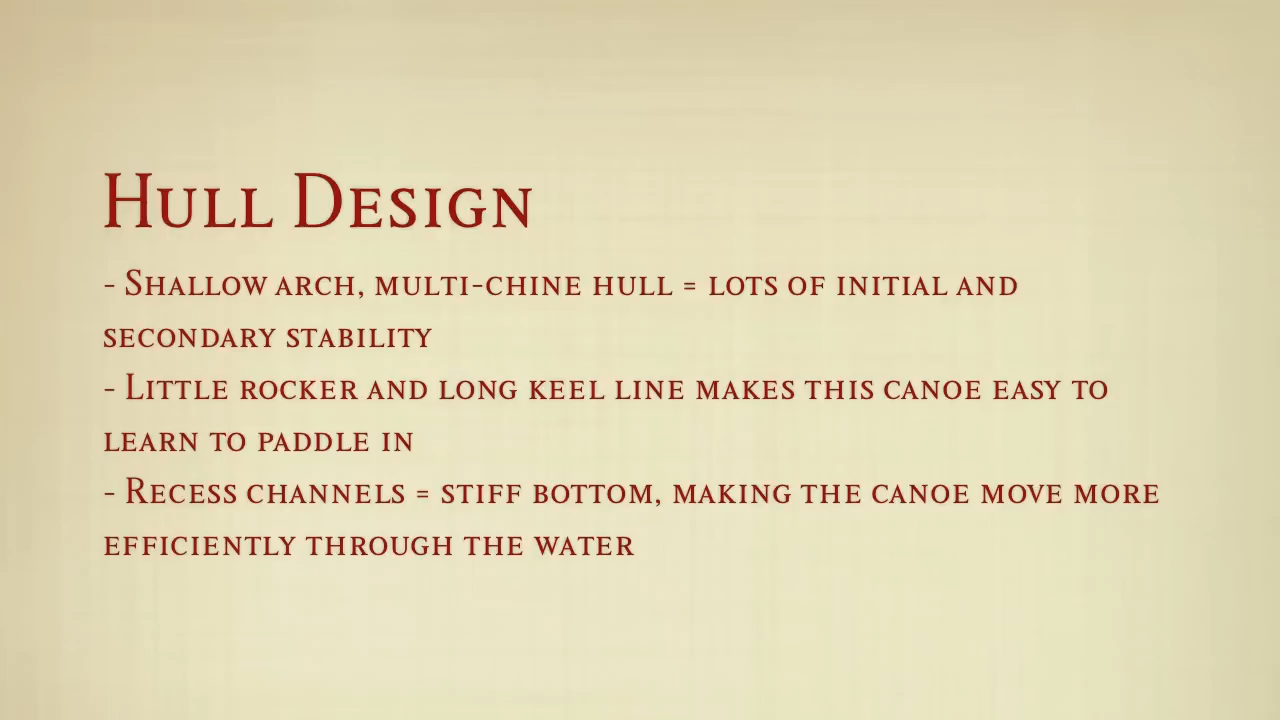 Hull Design
- Shallow arch, multi-chine hull = lots of initial and
secondary stability
- Little rocker and long keel line makes this canoe easy to
learn to paddle in
- Recess channels = stiff bottom, making the canoe move more
efficiently through the water